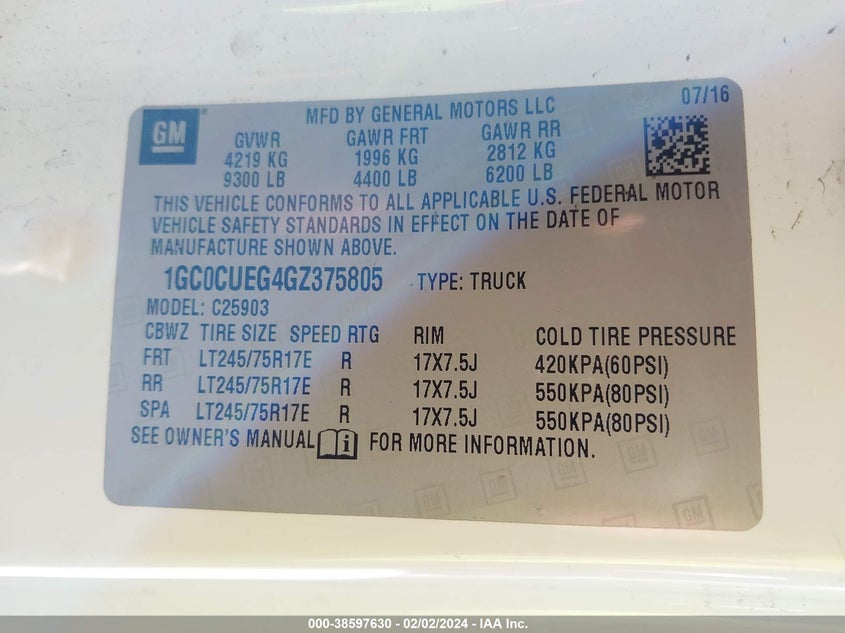 GM
MFD BY GENERAL MOTORS LLC 07/16
GVWR GAWR FRT GAWR RR
4219 KG 1996 KG 2812 KG
9300 LB 4400 LB 6200 LB
THIS VEHICLE CONFORMS TO ALL APPLICABLE U.S. FEDERAL MOTOR
VEHICLE SAFETY STANDARDS IN EFFECT ON THE DATE OF
MANUFACTURE SHOWN ABOVE.
1GC0CUEG4GZ375805 TYPE: TRUCK
MODEL: C25903
CBWZ TIRE SIZE SPEED RTG RIM COLD TIRE PRESSURE
FRT LT245/75R17E R 17X7.5J 420KPA(60PSI)
RR LT245/75R17E R 17X7.5J 550KPA(80PSI)
SPA LT245/75R17E R 17X7.5J 550KPA(80PSI)
SEE OWNER'S MANUAL FOR MORE INFORMATION.
000-38597630 - 02/02/2024 - IAA Inc.